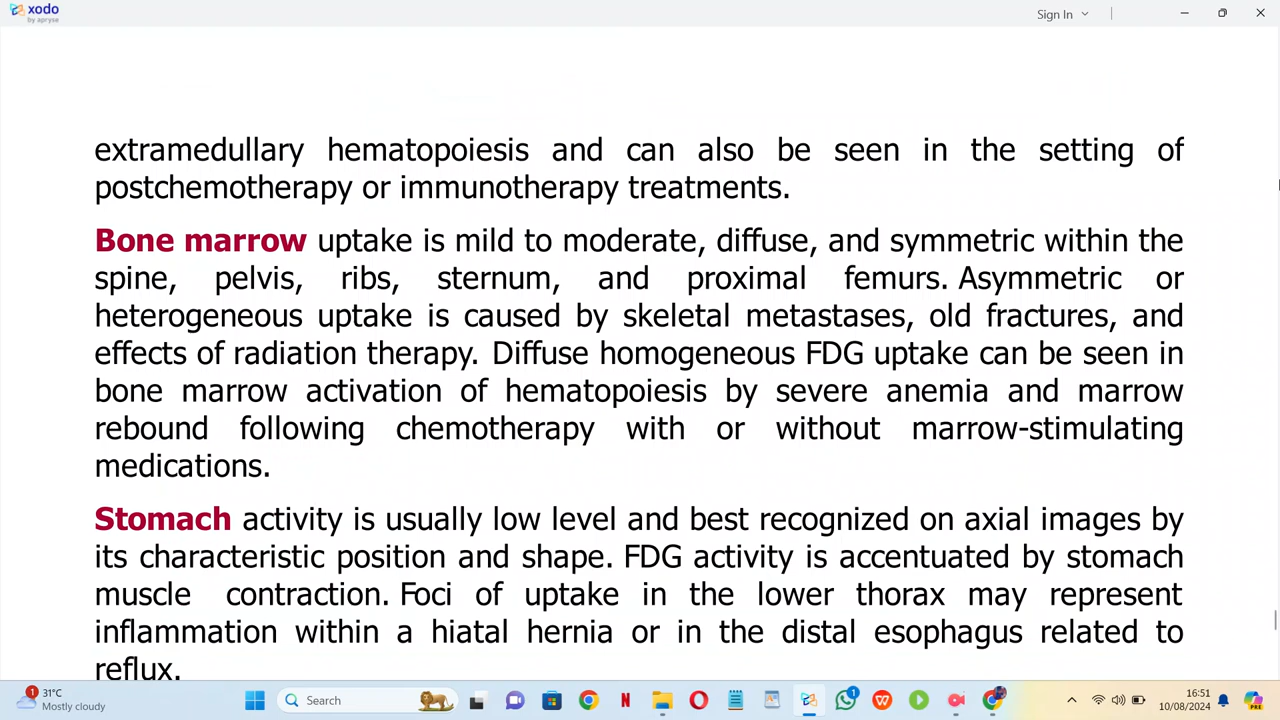 xodo
by apryse
Sign In
extramedullary hematopoiesis and can also be seen in the setting of
postchemotherapy or immunotherapy treatments.
Bone marrow uptake is mild to moderate, diffuse, and symmetric within the
spine, pelvis, ribs, sternum, and proximal femurs. Asymmetric or
heterogeneous uptake is caused by skeletal metastases, old fractures, and
effects of radiation therapy. Diffuse homogeneous FDG uptake can be seen in
bone marrow activation of hematopoiesis by severe anemia and marrow
rebound following chemotherapy with or without marrow-stimulating
medications.
Stomach activity is usually low level and best recognized on axial images by
its characteristic position and shape. FDG activity is accentuated by stomach
muscle contraction. Foci of uptake in the lower thorax may represent
inflammation within a hiatal hernia or in the distal esophagus related to
reflux.
1
31°C
Mostly cloudy
Search
N
1
W
16:51
10/08/2024
PRE